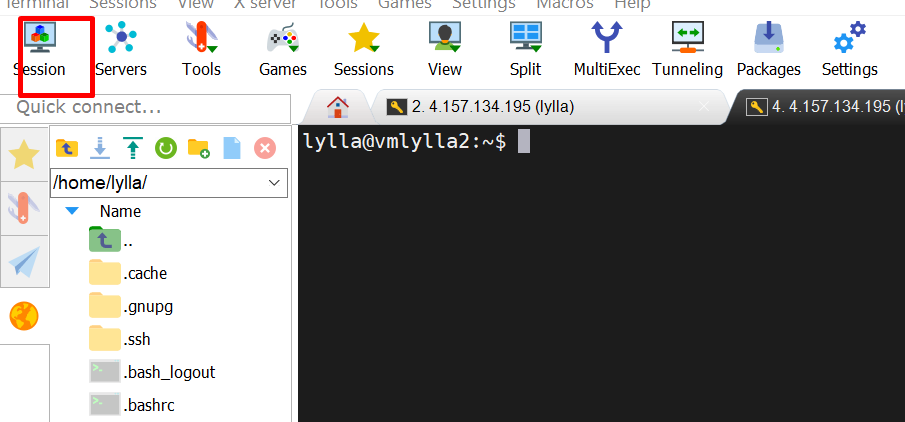 Terminal Sessions View X server Tools Games Settings Macros Help
Session Servers Tools Games Sessions View Split MultiExec Tunneling Packages Settings
Quick connect...
2. 4.157.134.195 (lylla)
4. 4.157.134.195 (l
/home/lylla/
lylla@vmlylla2:~$
Name
..
.cache
.gnupg
.ssh
.bash_logout
.bashrc